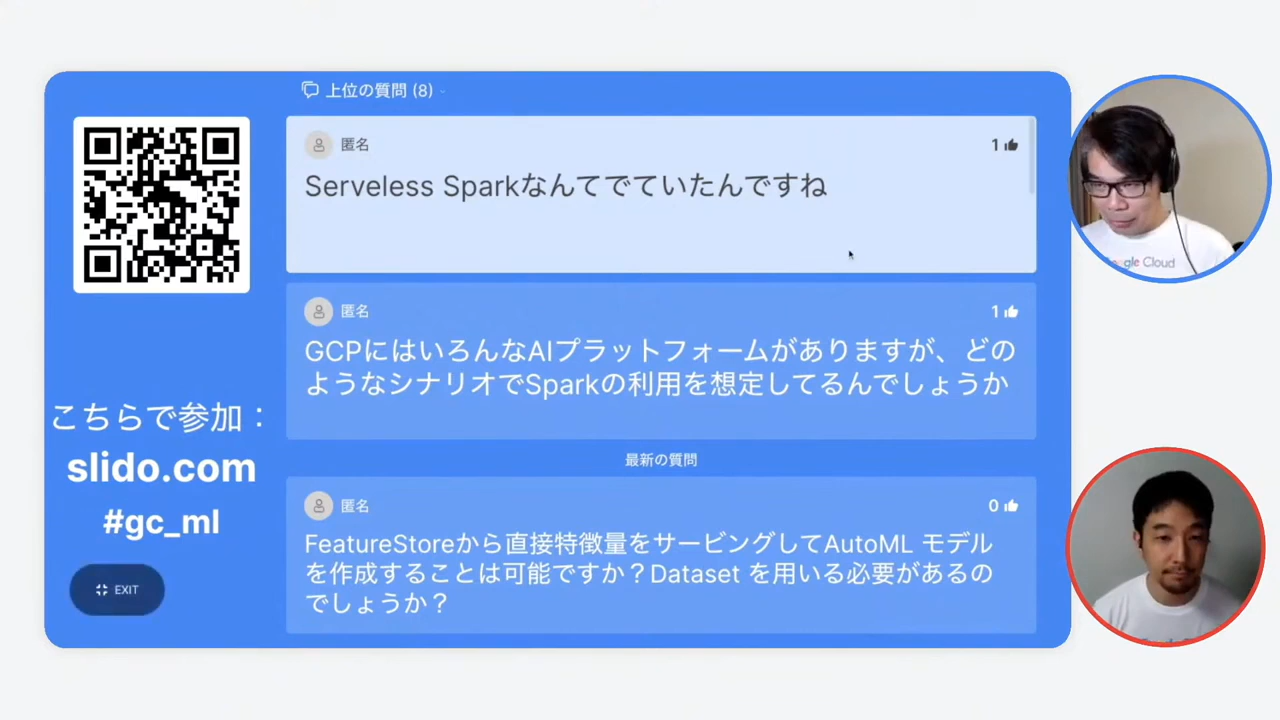 上位の質問 (8)
匿名
1
Serveless Sparkなんてでていたんですね
匿名
1
GCPにはいろんなAIプラットフォームがありますが、どの
ようなシナリオでSparkの利用を想定してるんでしょうか
最新の質問
匿名
0
FeatureStoreから直接特徴量をサービングしてAutoML モデル
を作成することは可能ですか？Dataset を用いる必要があるの
でしょうか？
こちらで参加：
slido.com
#gc_ml
EXIT
Cloud